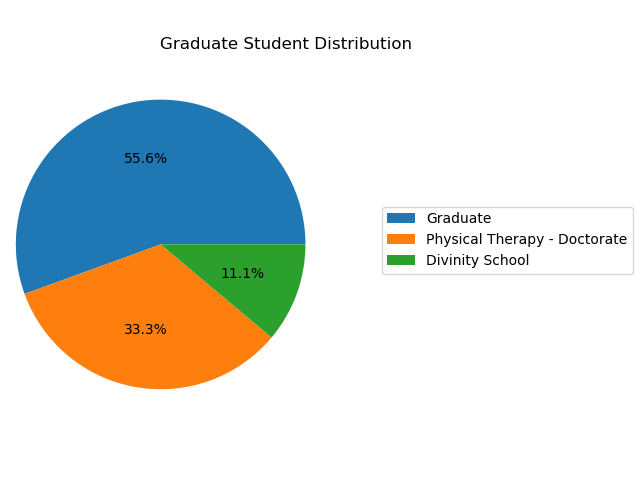 Graduate Student Distribution
55.6%
33.3%
11.1%
Graduate
Physical Therapy - Doctorate
Divinity School